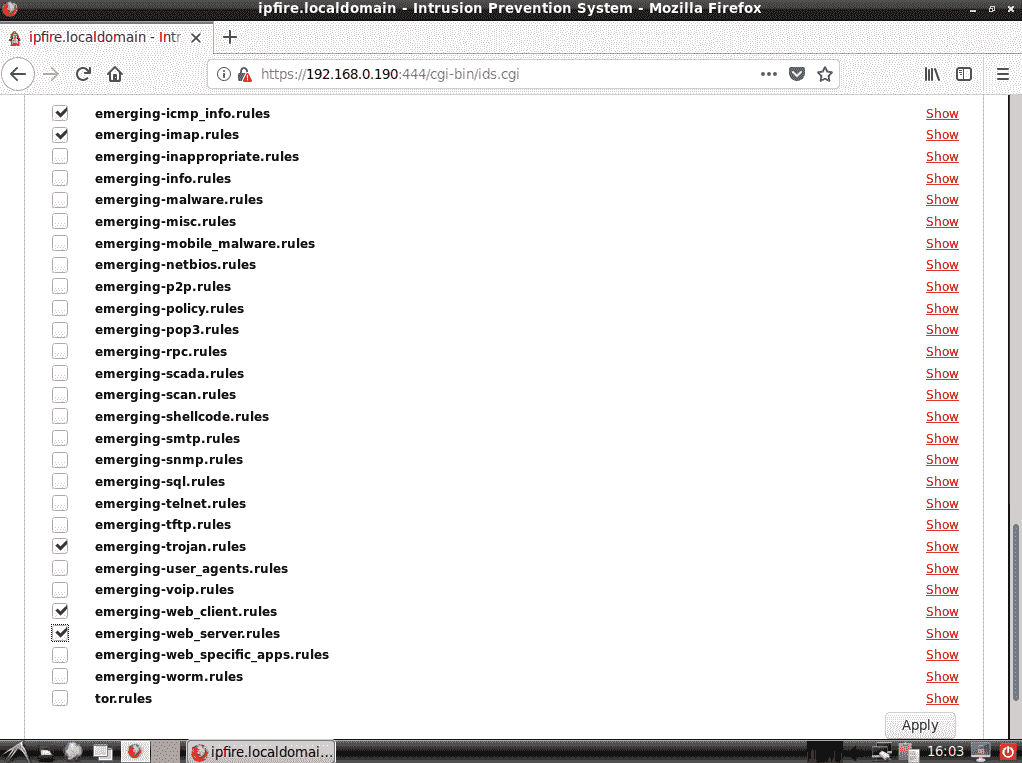 ipfire.localdomain - Intrusion Prevention System - Mozilla Firefox
ipfire.localdomain - Intr
https://192.168.0.190:444/cgi-bin/ids.cgi
emerging-icmp_info.rules Show
emerging-imap.rules Show
emerging-inappropriate.rules Show
emerging-info.rules Show
emerging-malware.rules Show
emerging-misc.rules Show
emerging-mobile_malware.rules Show
emerging-netbios.rules Show
emerging-p2p.rules Show
emerging-policy.rules Show
emerging-pop3.rules Show
emerging-rpc.rules Show
emerging-scada.rules Show
emerging-scan.rules Show
emerging-shellcode.rules Show
emerging-smtp.rules Show
emerging-snmp.rules Show
emerging-sql.rules Show
emerging-telnet.rules Show
emerging-tftp.rules Show
emerging-trojan.rules Show
emerging-user_agents.rules Show
emerging-voip.rules Show
emerging-web_client.rules Show
emerging-web_server.rules Show
emerging-web_specific_apps.rules Show
emerging-worm.rules Show
tor.rules Show
Apply
ipfire.localdomai... 16:03